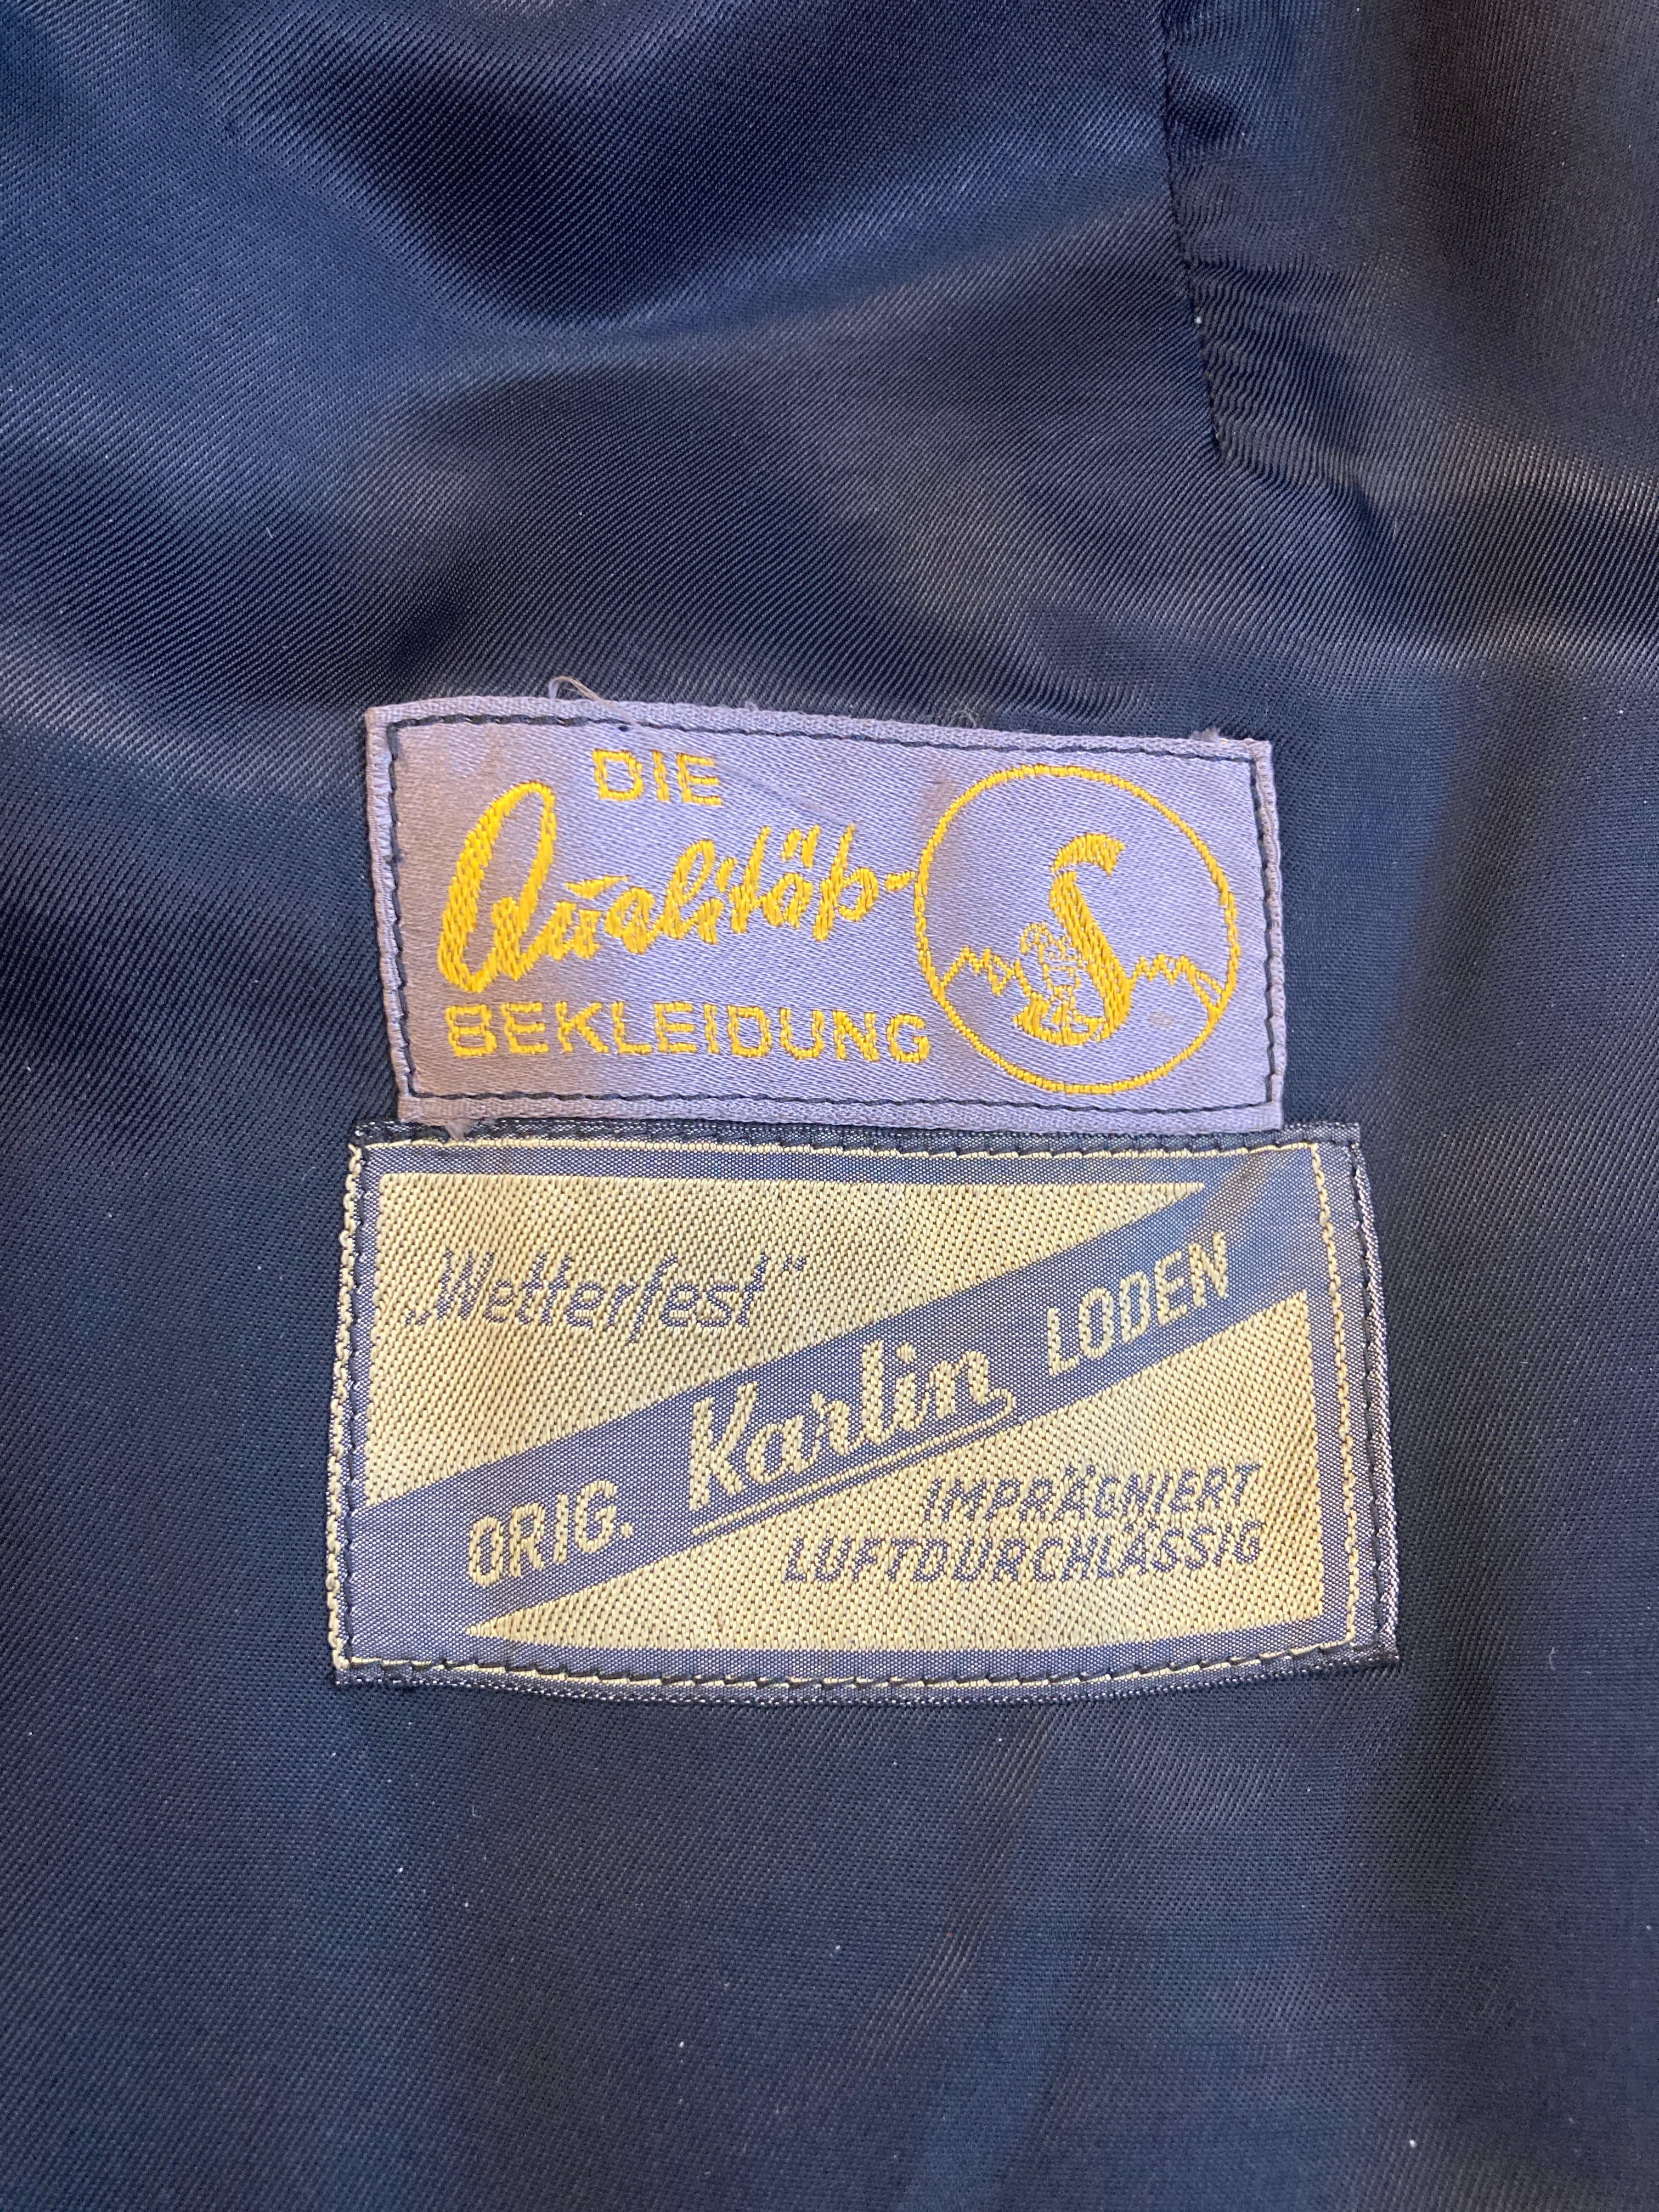 DIE
Qualitäts-
BEKLEIDUNG
S
„Wetterfest“
ORIG. Karlin LODEN
IMPRÄGNIERT
LUFTDURCHLÄSSIG